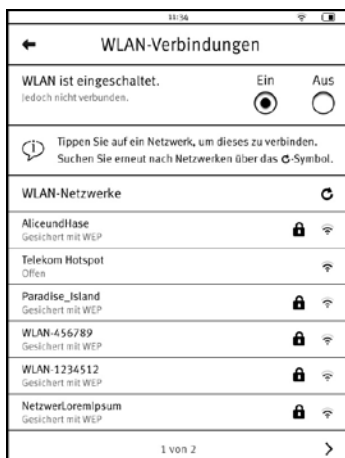 11:34
WLAN-Verbindungen
WLAN ist eingeschaltet.
Jedoch nicht verbunden.
Ein
Aus
Tippen Sie auf ein Netzwerk, um dieses zu verbinden.
Suchen Sie erneut nach Netzwerken über das -Symbol.
WLAN-Netzwerke
AliceundHase
Gesichert mit WEP
Telekom Hotspot
Offen
Paradise_Island
Gesichert mit WEP
WLAN-456789
Gesichert mit WEP
WLAN-1234512
Gesichert mit WEP
NetzwerLoremIpsum
Gesichert mit WEP
1 von 2